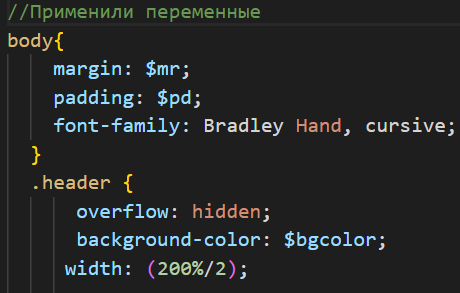 //Применили переменные
body{
margin: $mr;
padding: $pd;
font-family: Bradley Hand, cursive;
}
.header {
overflow: hidden;
background-color: $bgcolor;
width: (200%/2);